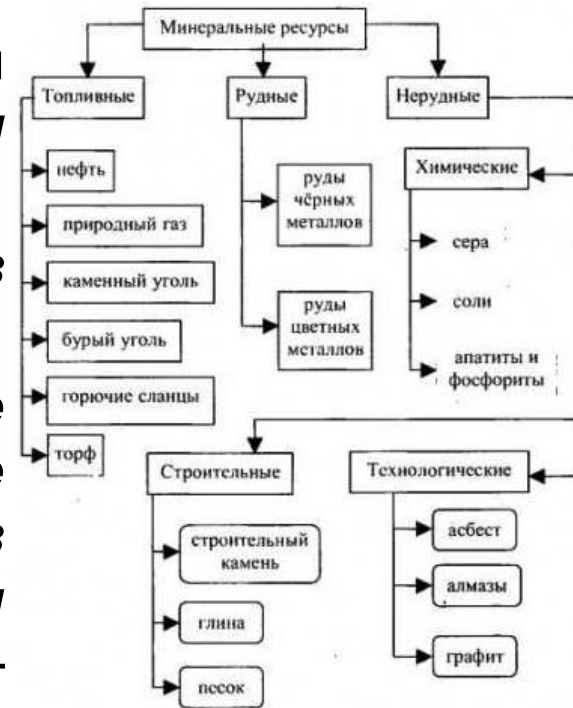 Минеральные ресурсы
Топливные
Рудные
Нерудные
нефть
природный газ
каменный уголь
бурый уголь
горючие сланцы
торф
руды
чёрных
металлов
руды
цветных
металлов
Химические
сера
соли
апатиты и
фосфориты
Строительные
строительный
камень
глина
песок
Технологические
асбест
алмазы
графит